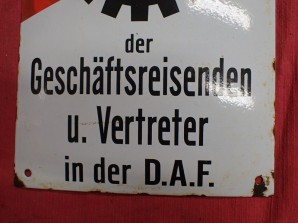 der
Geschäftsreisenden
u. Vertreter
in der D.A.F.